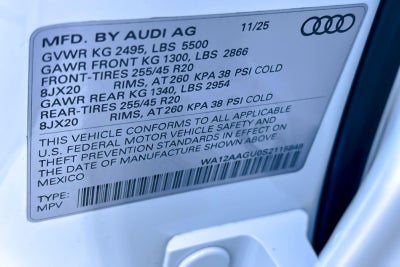 MFD. BY AUDI AG 11/25
GVWR KG 2495, LBS 5500
GAWR FRONT KG 1300, LBS 2866
FRONT-TIRES 255/45 R20
8JX20 RIMS, AT 260 KPA 38 PSI COLD
GAWR REAR KG 1340, LBS 2954
REAR-TIRES 255/45 R20
8JX20 RIMS, AT 260 KPA 38 PSI COLD
THIS VEHICLE CONFORMS TO ALL APPLICABLE
U.S. FEDERAL MOTOR VEHICLE SAFETY AND
THEFT PREVENTION STANDARDS IN EFFECT ON
THE DATE OF MANUFACTURE SHOWN ABOVE
MEXICO
TYPE:
MPV